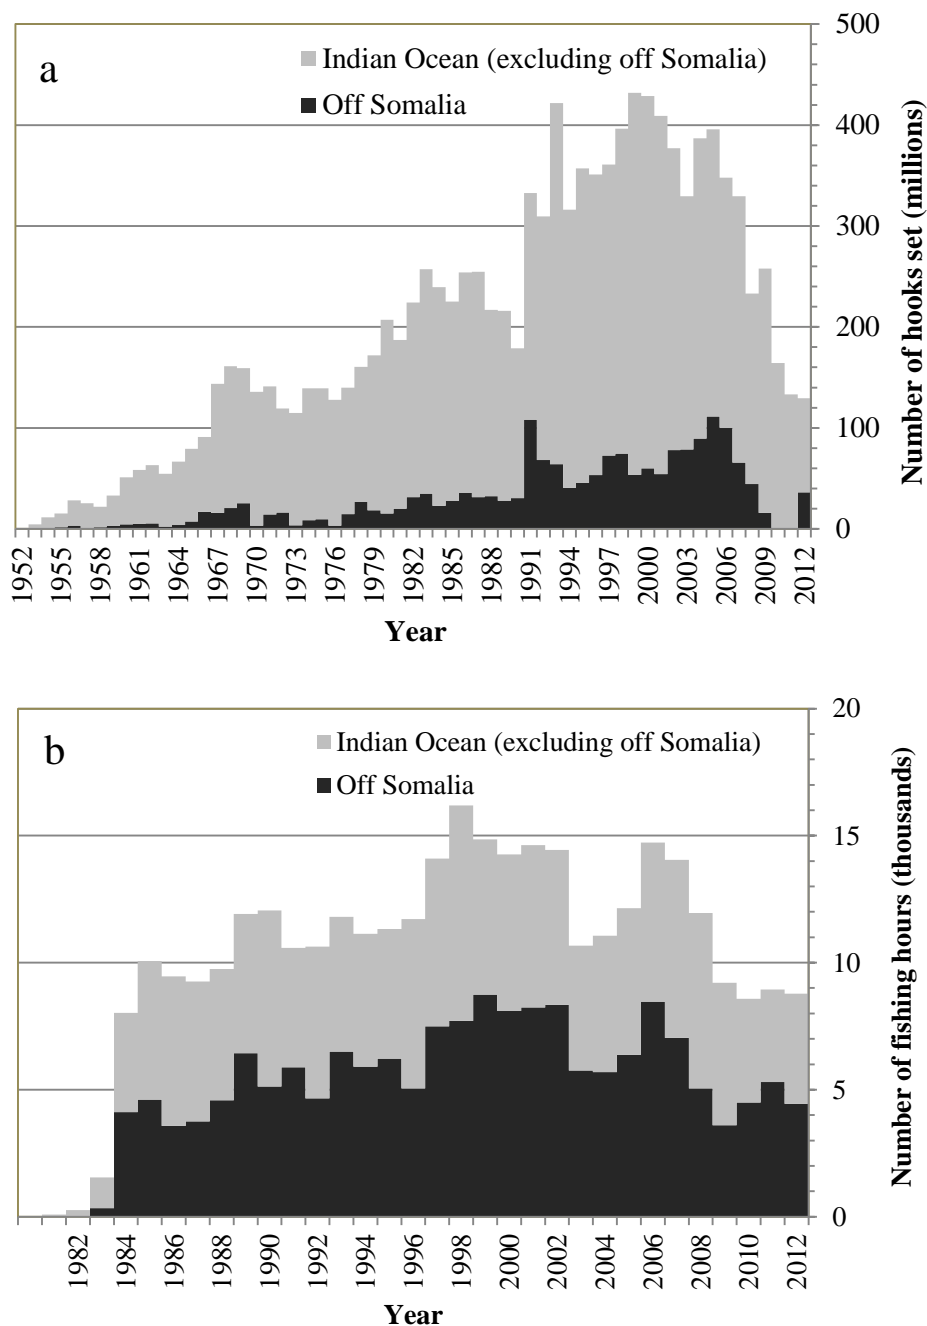 500
a
Indian Ocean (excluding off Somalia)
Off Somalia
400
300
200
100
0
Number of hooks set (millions)
1952 1955 1958 1961 1964 1967 1970 1973 1976 1979 1982 1985 1988 1991 1994 1997 2000 2003 2006 2009 2012
Year
20
b
Indian Ocean (excluding off Somalia)
Off Somalia
15
10
5
0
Number of fishing hours (thousands)
1982 1984 1986 1988 1990 1992 1994 1996 1998 2000 2002 2004 2006 2008 2010 2012
Year